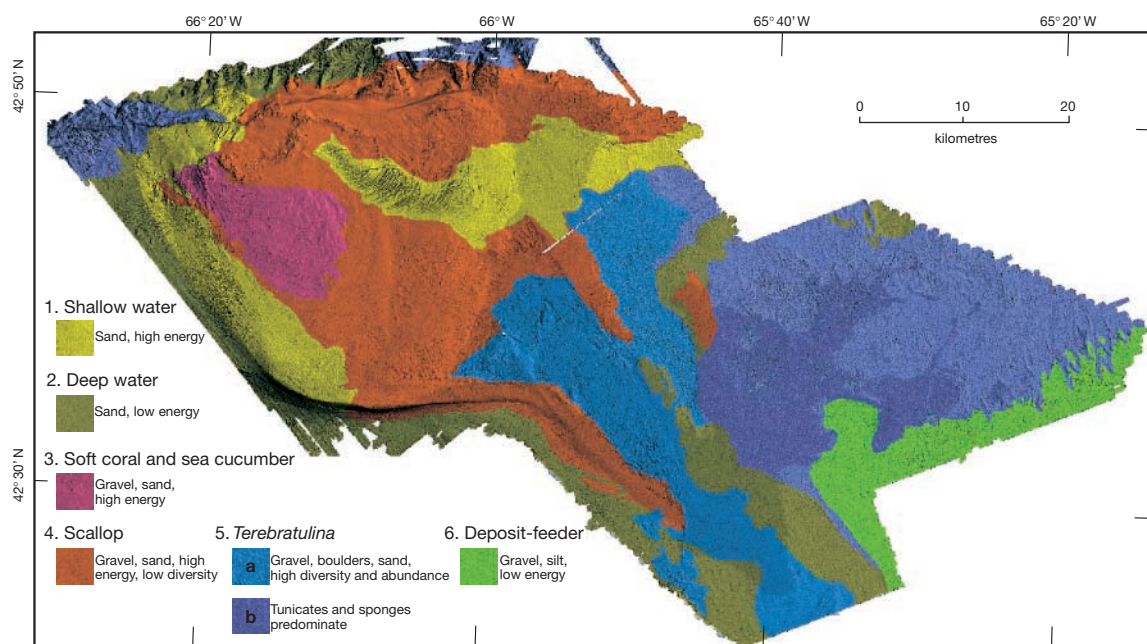 66°20'W 66°W 65°40'W 65°20'W
42°50'N
0 10 20
kilometres
1. Shallow water
Sand, high energy
2. Deep water
Sand, low energy
42°30'N
3. Soft coral and sea cucumber
Gravel, sand,
high energy
4. Scallop
Gravel, sand, high
energy, low diversity
5. Terebratulina
a Gravel, boulders, sand,
high diversity and abundance
b Tunicates and sponges
predominate
6. Deposit-feeder
Gravel, silt,
low energy